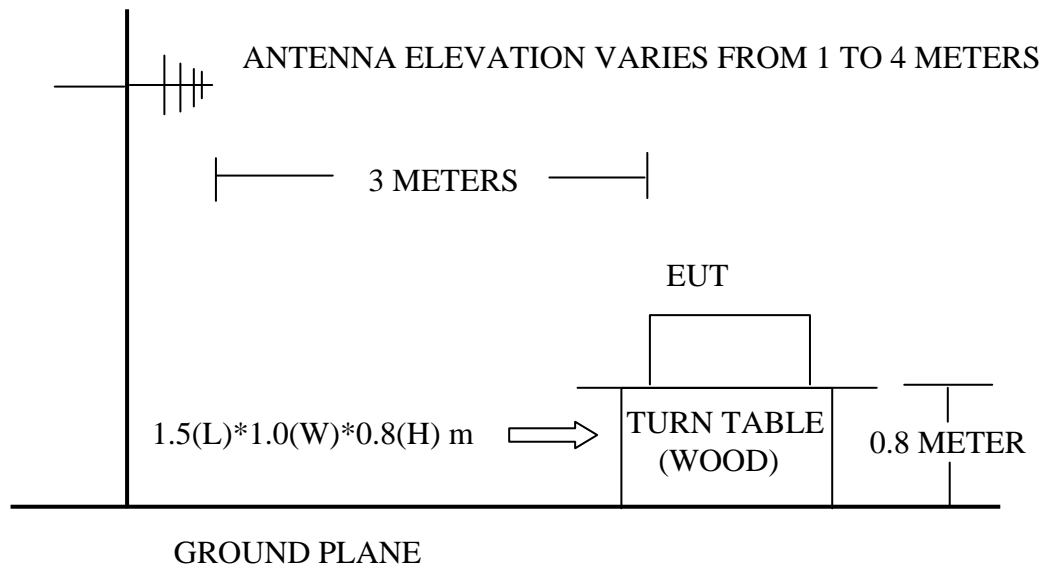 ANTENNA ELEVATION VARIES FROM 1 TO 4 METERS
3 METERS
EUT
1.5(L)*1.0(W)*0.8(H) m
TURN TABLE
(WOOD)
0.8 METER
GROUND PLANE